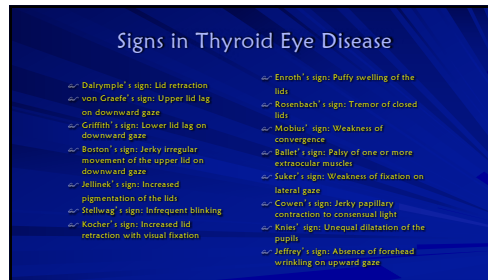 Signs in Thyroid Eye Disease
Dalrymple's sign: Lid retraction
von Graefe's sign: Upper lid lag
on downward gaze
Griffith's sign: Lower lid lag on
downward gaze
Boston's sign: Jerky irregular
movement of the upper lid on
downward gaze
Jellinek's sign: Increased
pigmentation of the lids
Stellwag's sign: Infrequent blinking
Kocher's sign: Increased lid
retraction with visual fixation
Enroth's sign: Puffy swelling of the
lids
Rosenbach's sign: Tremor of closed
lids
Mobius' sign: Weakness of
convergence
Ballet's sign: Palsy of one or more
extraocular muscles
Suker's sign: Weakness of fixation on
lateral gaze
Cowen's sign: Jerky papillary
contraction to consensual light
Knies' sign: Unequal dilatation of the
pupils
Jeffrey's sign: Absence of forehead
wrinkling on upward gaze